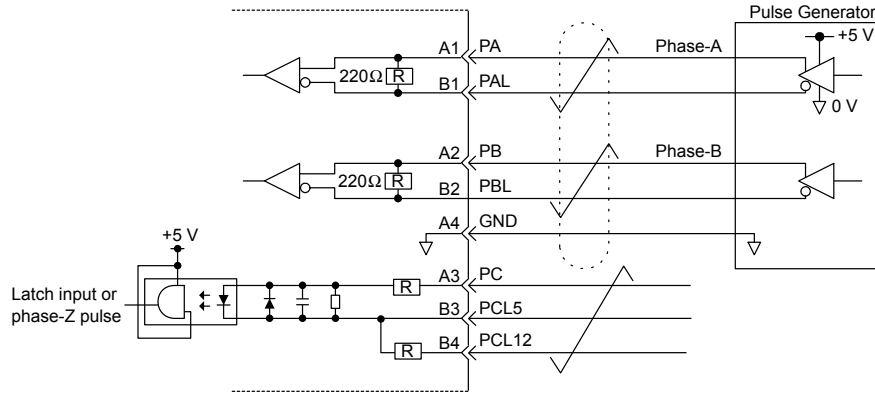 Pulse Generator
+5 V
A1 PA Phase-A
220Ω R
B1 PAL
0 V
A2 PB Phase-B
220Ω R
B2 PBL
A4 GND
+5 V
A3 PC
R
Latch input or
phase-Z pulse
B3 PCL5
B4 PCL12
R